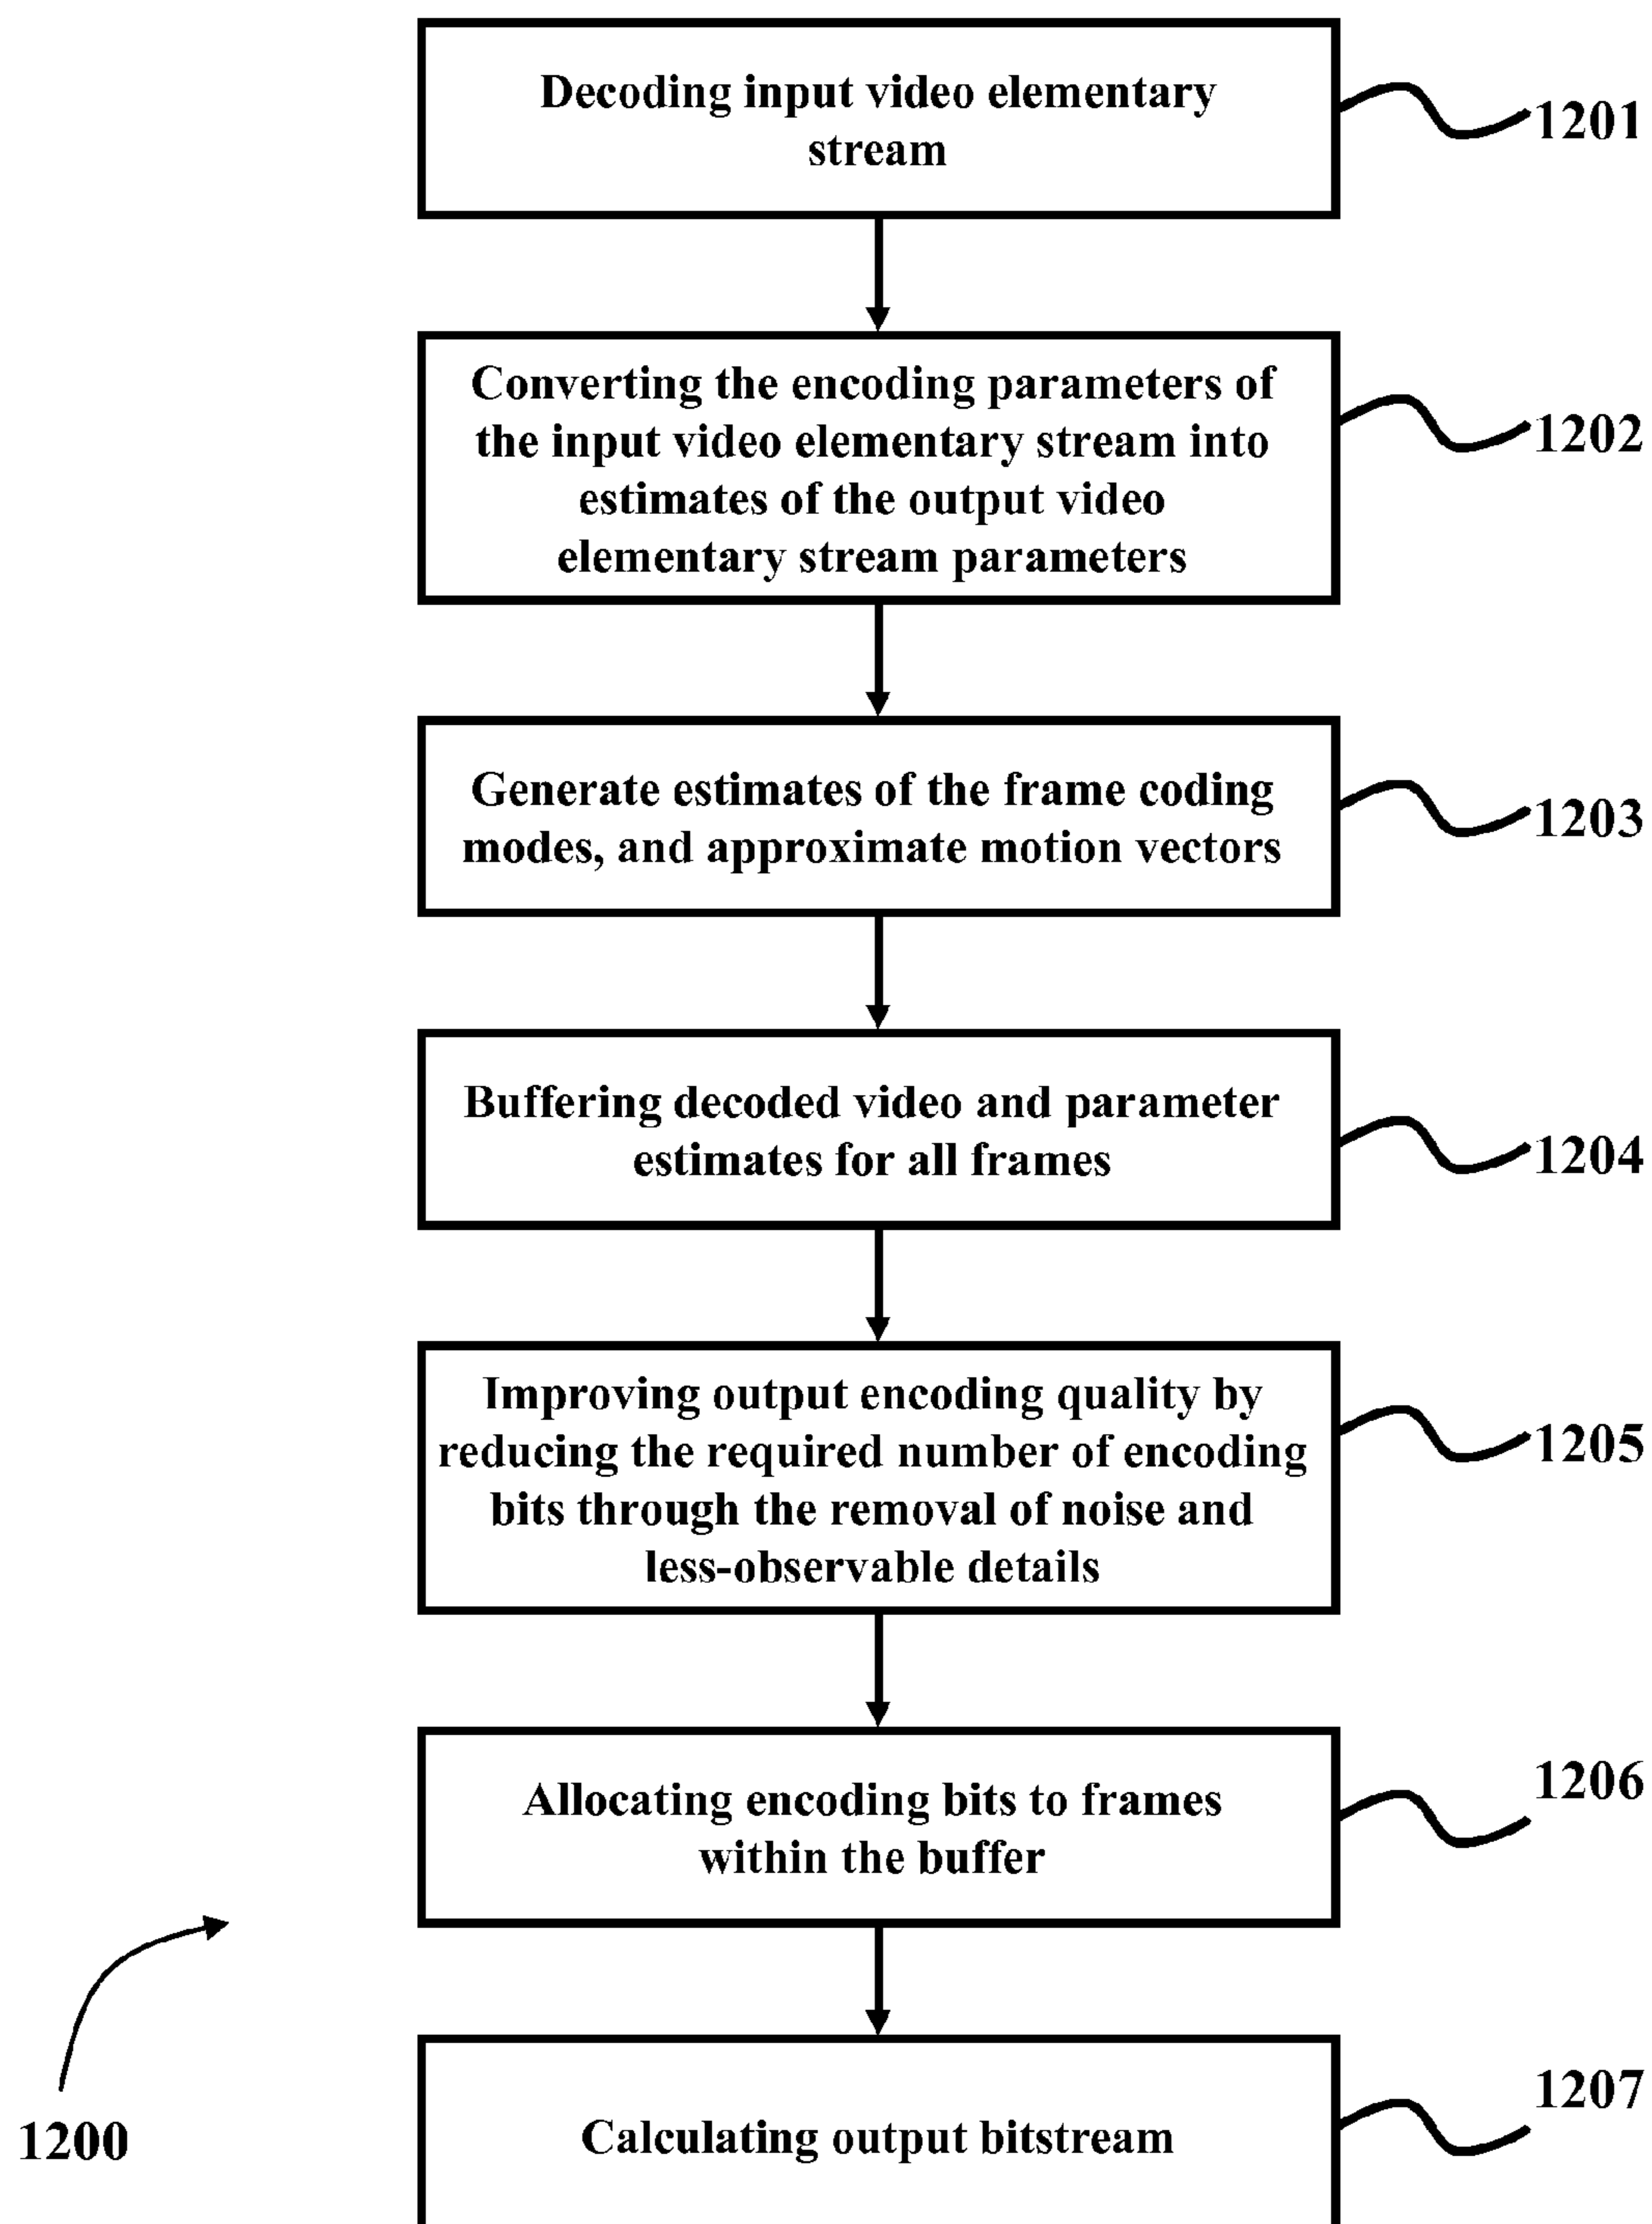 Decoding input video elementary
stream
1201
Converting the encoding parameters of
the input video elementary stream into
estimates of the output video
elementary stream parameters
1202
Generate estimates of the frame coding
modes, and approximate motion vectors
1203
Buffering decoded video and parameter
estimates for all frames
1204
Improving output encoding quality by
reducing the required number of encoding
bits through the removal of noise and
less-observable details
1205
Allocating encoding bits to frames
within the buffer
1206
Calculating output bitstream
1207
1200